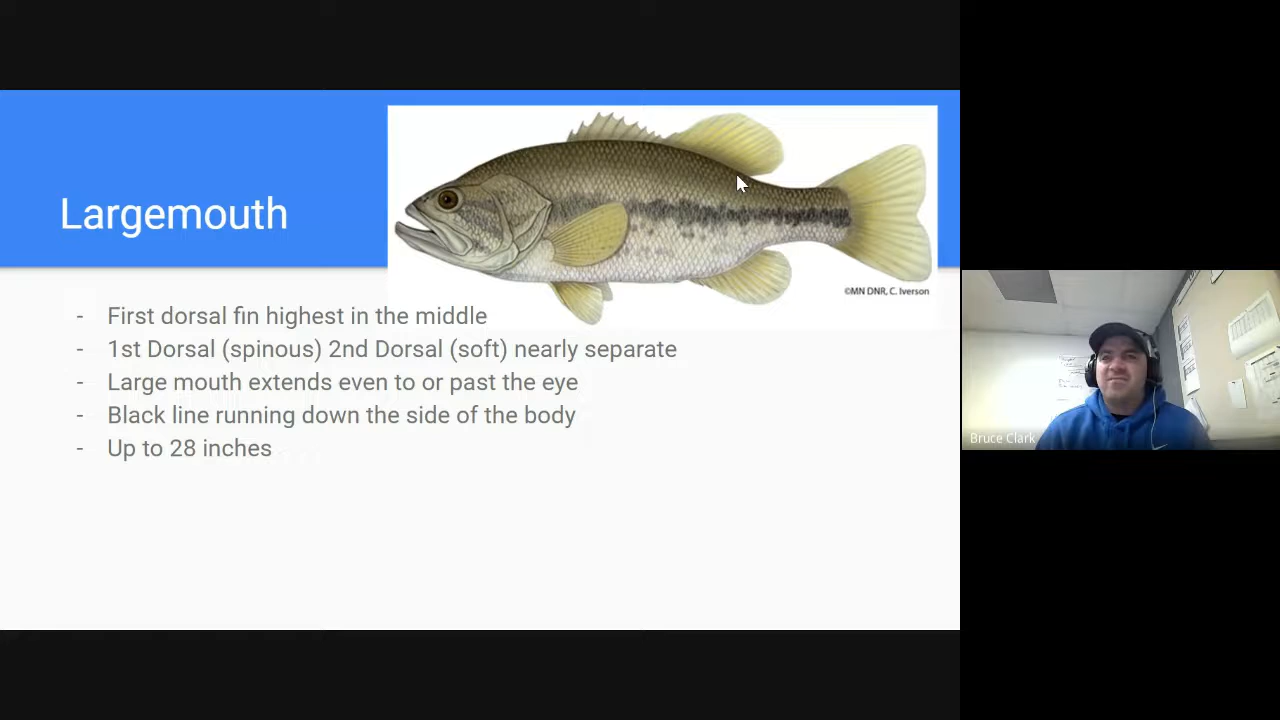 Largemouth
©MN DNR, C. Iverson
- First dorsal fin highest in the middle
- 1st Dorsal (spinous) 2nd Dorsal (soft) nearly separate
- Large mouth extends even to or past the eye
- Black line running down the side of the body
- Up to 28 inches
Bruce Clark